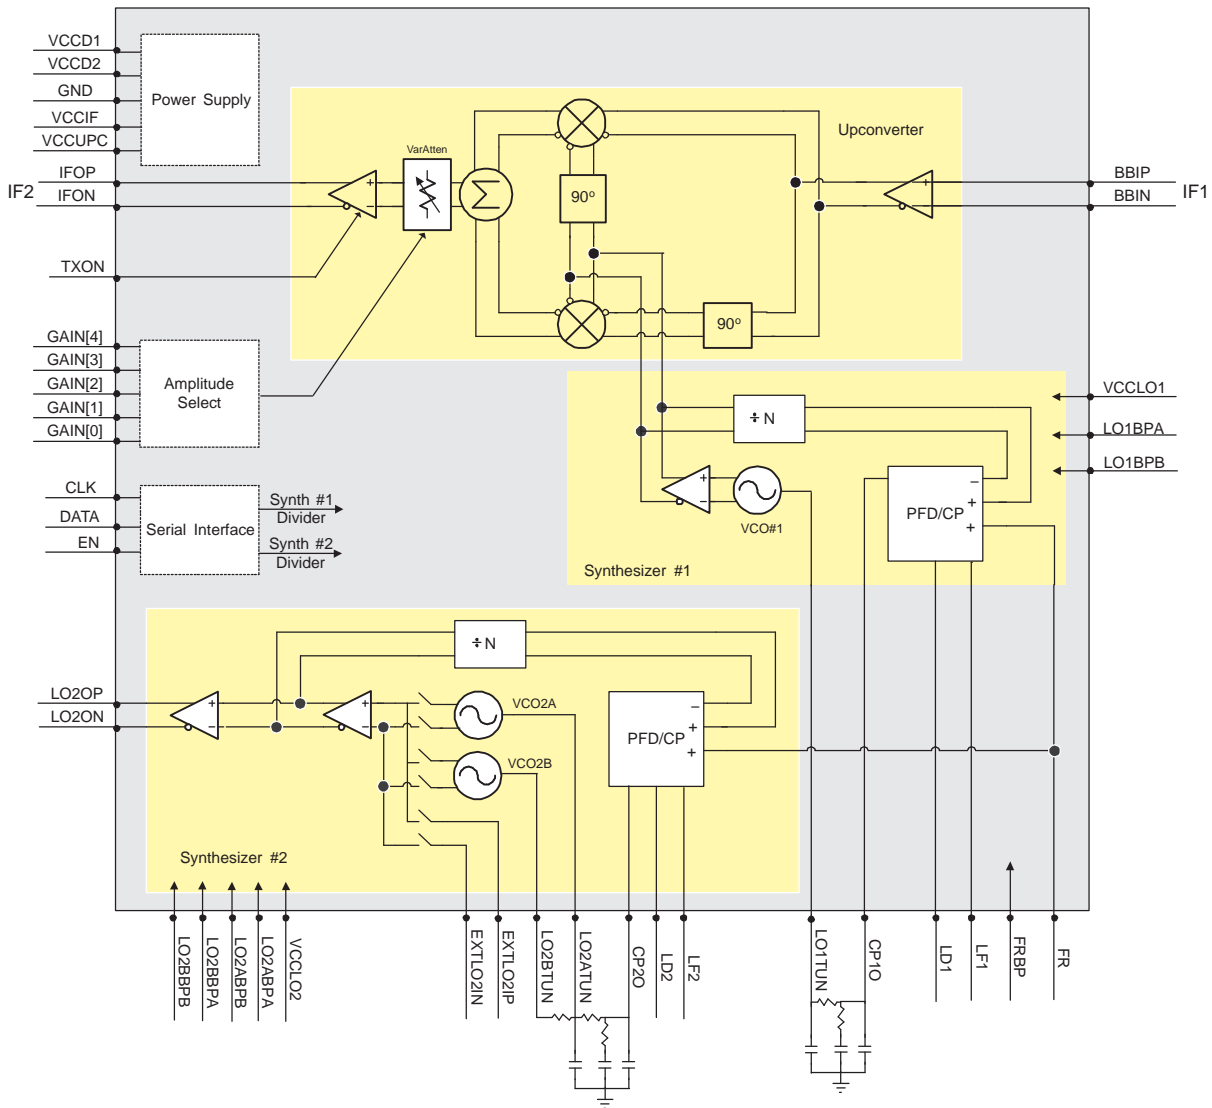 VCCD1
VCCD2
GND
VCCIF
VCCUPC
Power Supply
Upconverter
VarAtten
IF2
IFOP
IFON
+
−
Σ
90º
+
−
BBIP
BBIN
IF1
TXON
90º
GAIN[4]
GAIN[3]
GAIN[2]
GAIN[1]
GAIN[0]
Amplitude
Select
VCCLO1
LO1BPA
LO1BPB
÷ N
+
−
VCO#1
PFD/CP
−
+
+
Synthesizer #1
CLK
DATA
EN
Serial Interface
Synth #1
Divider
Synth #2
Divider
÷ N
LO2OP
LO2ON
+
−
+
−
VCO2A
VCO2B
PFD/CP
−
+
+
Synthesizer #2
LO2BBPB
LO2BBPA
LO2ABPB
LO2ABPA
VCCLO2
EXTLO2IN
EXTLO2IP
LO2BTUN
LO2ATUN
CP2O
LD2
LF2
LO1TUN
CP1O
LD1
LF1
FRBP
FR